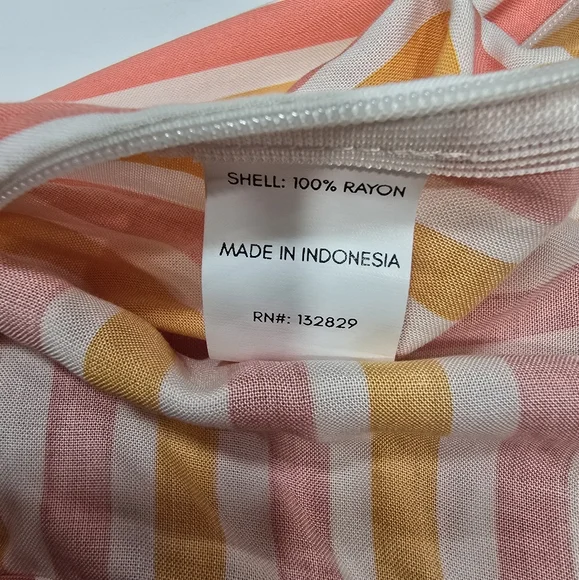 SHELL: 100% RAYON
MADE IN INDONESIA
RN#: 132829